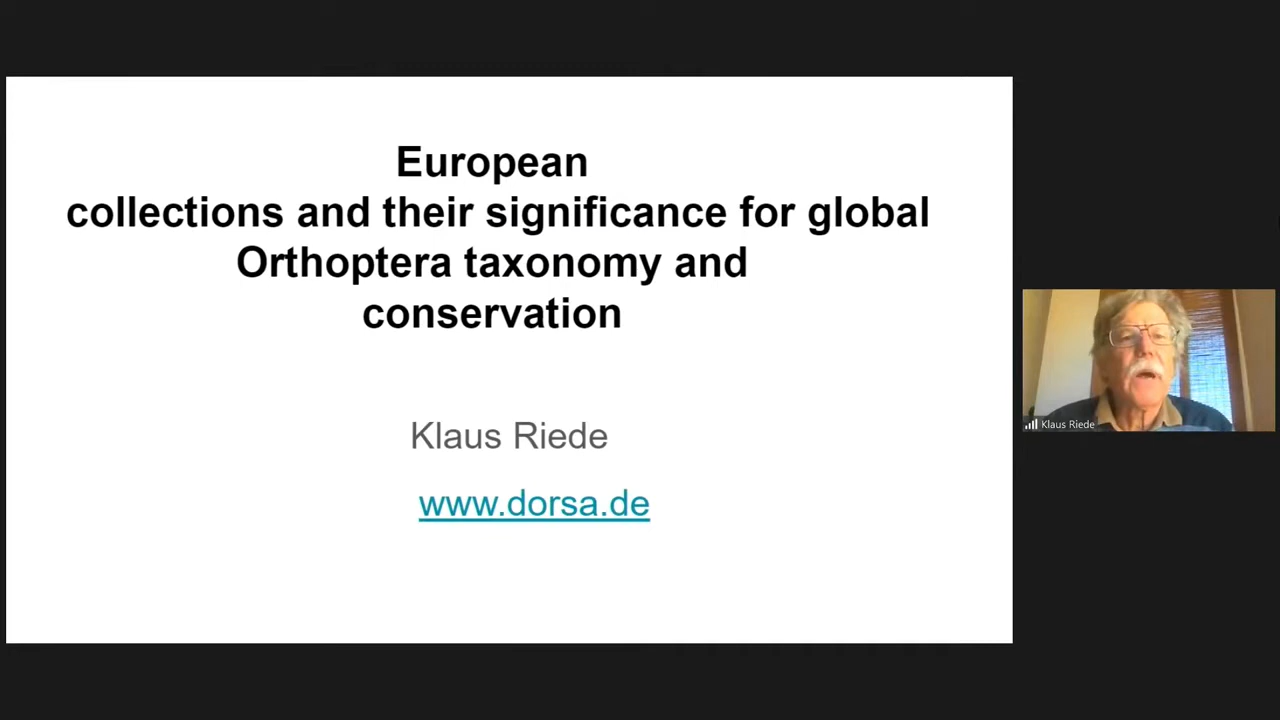 European
collections and their significance for global
Orthoptera taxonomy and
conservation
Klaus Riede
www.dorsa.de
Klaus Riede